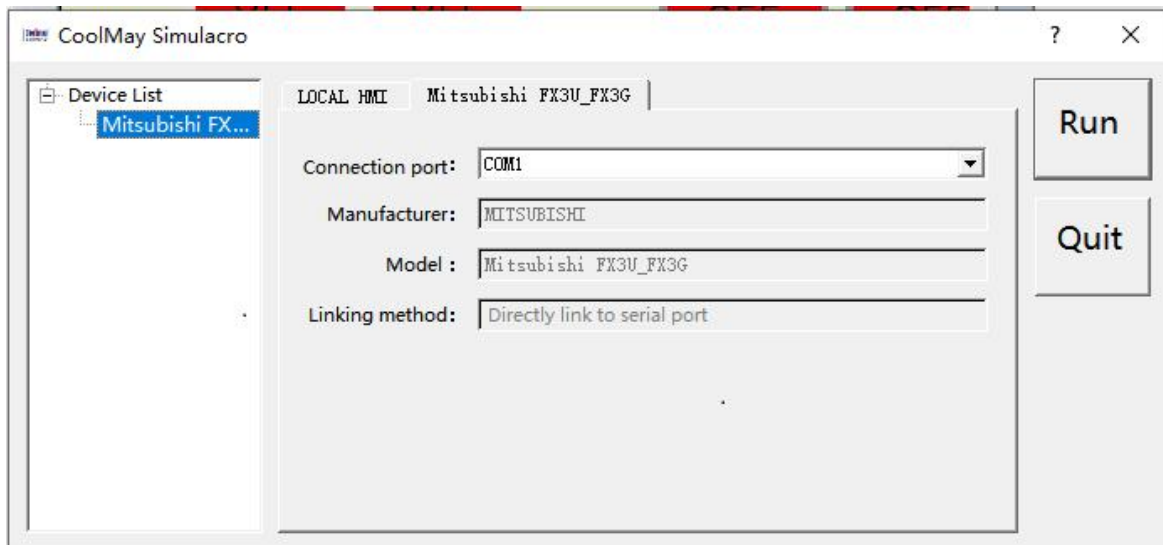 CoolMay Simulacro
?
Device List
Mitsubishi FX...
LOCAL HMI
Mitsubishi FX3U_FX3G
Connection port:
COM1
Manufacturer:
MITSUBISHI
Model :
Mitsubishi FX3U_FX3G
Linking method:
Directly link to serial port
Run
Quit